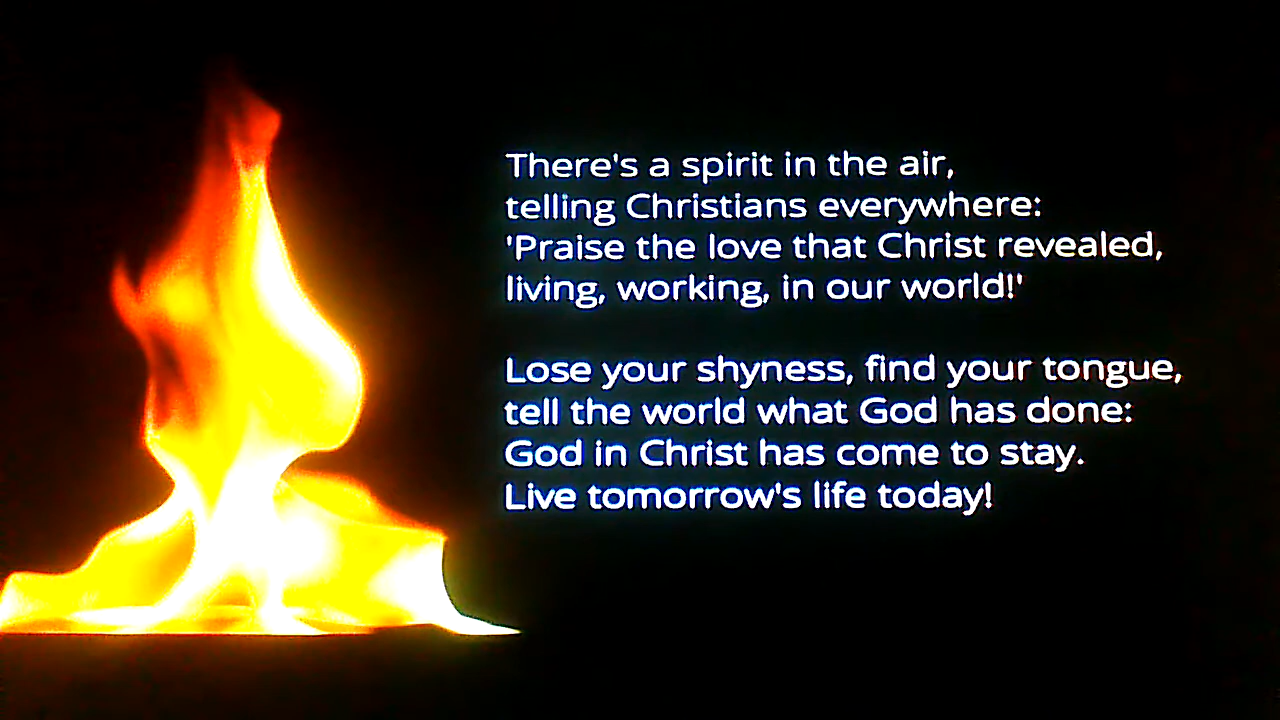 There's a spirit in the air,
telling Christians everywhere:
'Praise the love that Christ revealed,
living, working, in our world!'
Lose your shyness, find your tongue,
tell the world what God has done:
God in Christ has come to stay.
Live tomorrow's life today!